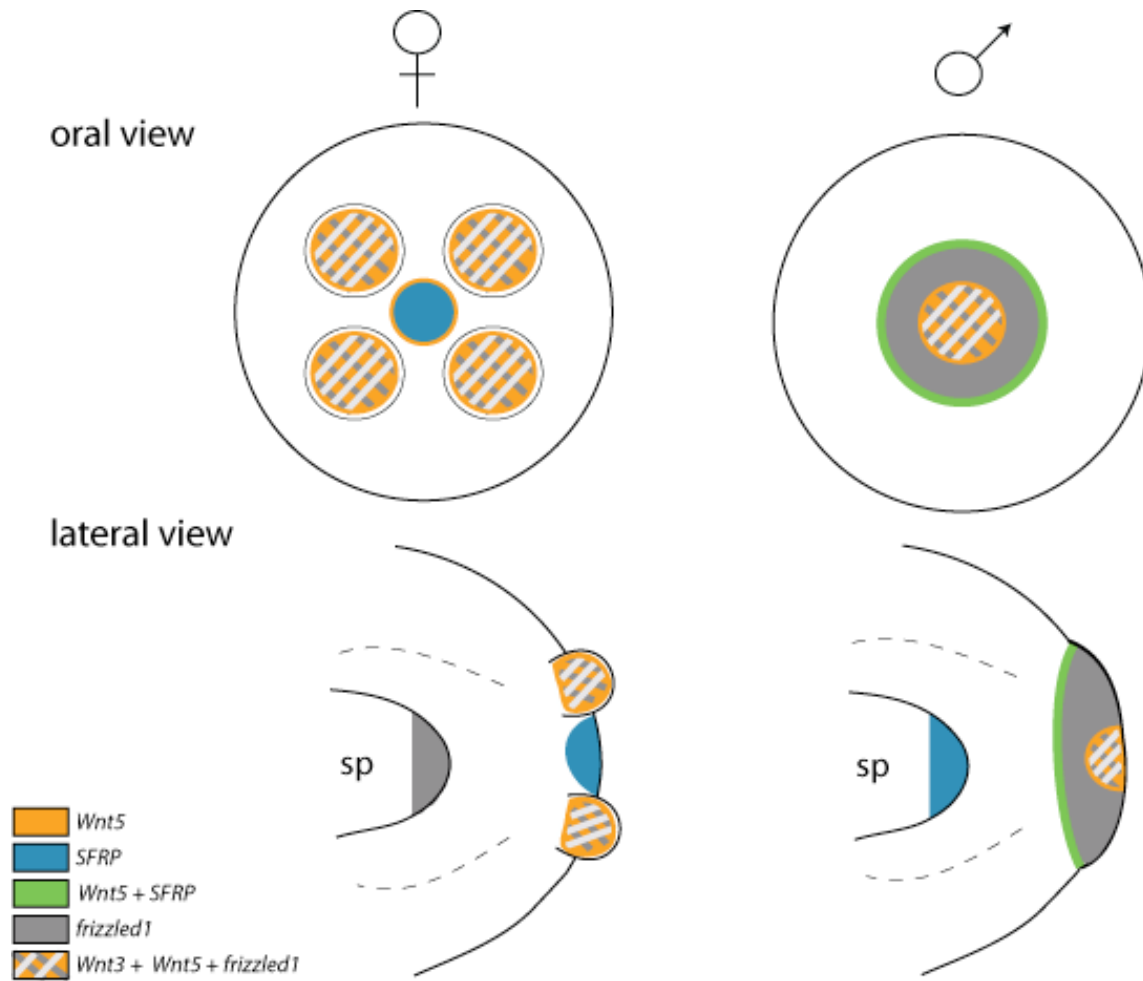 oral view
lateral view
sp
sp
Wnt5
SFRP
Wnt5 + SFRP
frizzled1
Wnt3 + Wnt5 + frizzled1